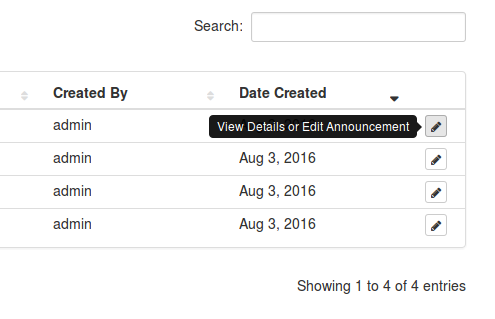 Search:
Created By Date Created
admin View Details or Edit Announcement
admin Aug 3, 2016
admin Aug 3, 2016
admin Aug 3, 2016
Showing 1 to 4 of 4 entries